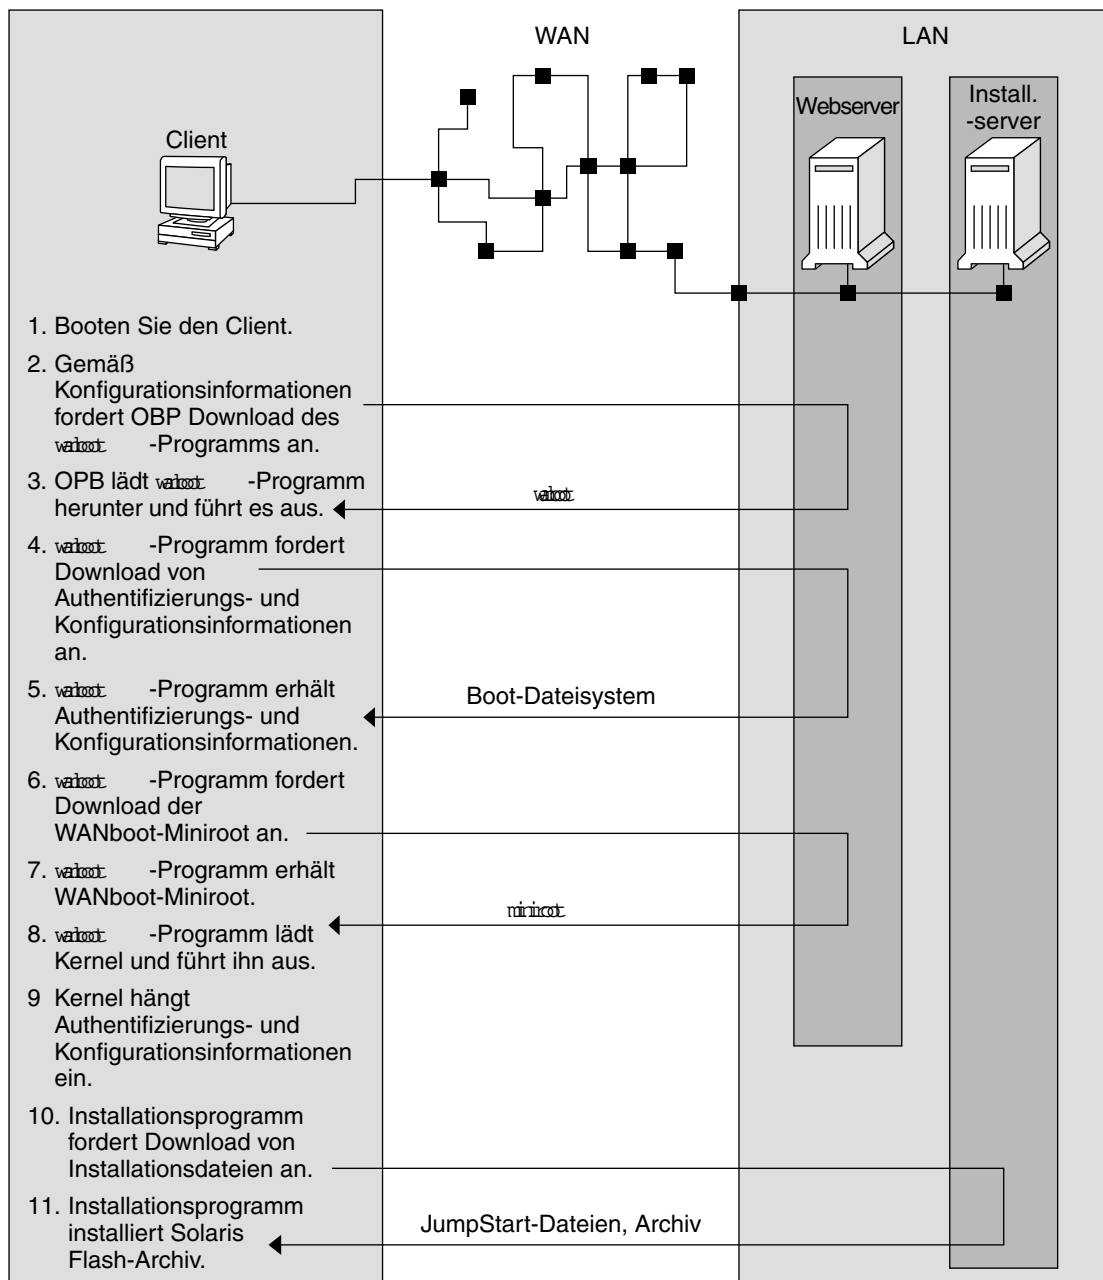 WAN
LAN
Client
Webserver
Install.
-server
1. Booten Sie den Client.
2. Gemäß
Konfigurationsinformationen
fordert OBP Download des
wanboot -Programms an.
3. OPB lädt wanboot -Programm
herunter und führt es aus.
wanboot
4. wanboot -Programm fordert
Download von
Authentifizierungs- und
Konfigurationsinformationen
an.
5. wanboot -Programm erhält
Authentifizierungs- und
Konfigurationsinformationen.
Boot-Dateisystem
6. wanboot -Programm fordert
Download der
WANboot-Miniroot an.
7. wanboot -Programm erhält
WANboot-Miniroot.
miniroot
8. wanboot -Programm lädt
Kernel und führt ihn aus.
9 Kernel hängt
Authentifizierungs- und
Konfigurationsinformationen
ein.
10. Installationsprogramm
fordert Download von
Installationsdateien an.
11. Installationsprogramm
installiert Solaris
Flash-Archiv.
JumpStart-Dateien, Archiv